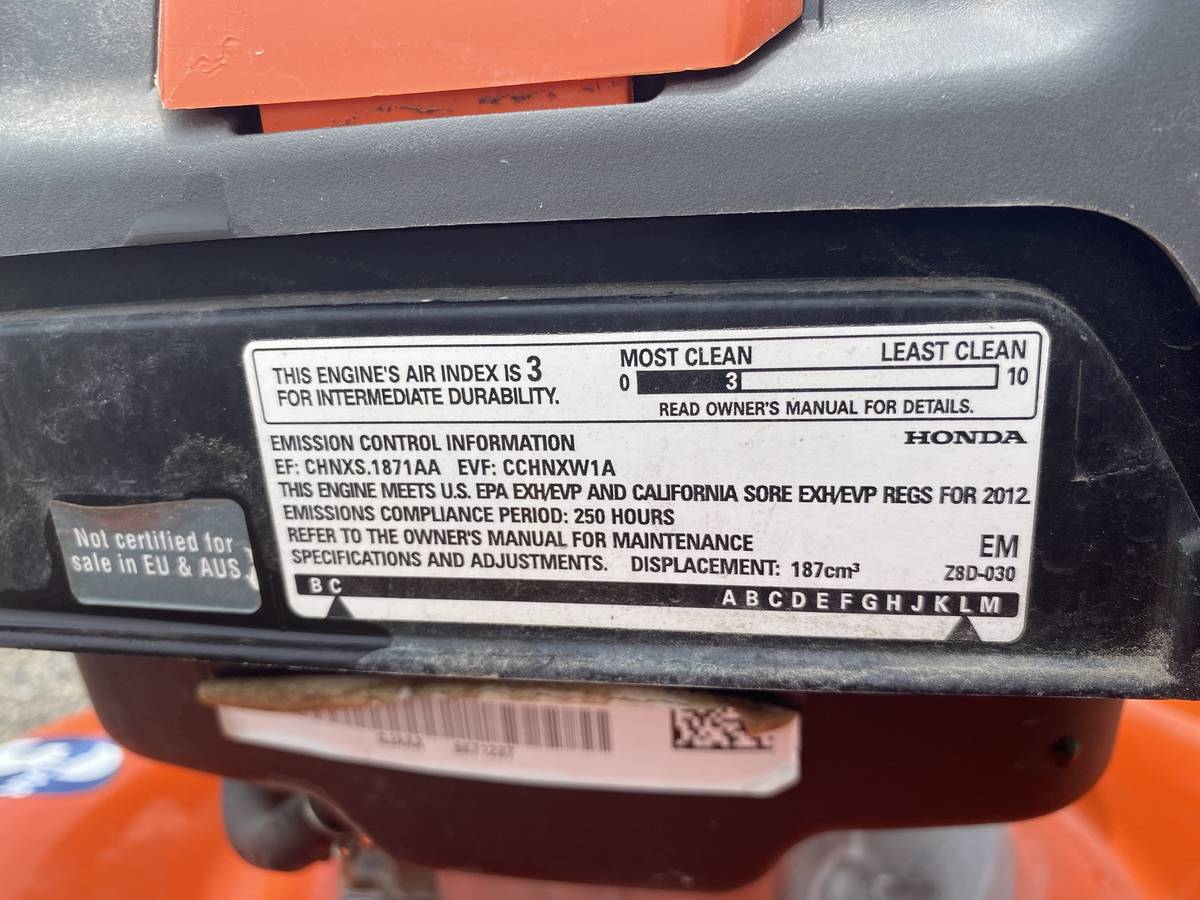 THIS ENGINE'S AIR INDEX IS 3
FOR INTERMEDIATE DURABILITY.
MOST CLEAN LEAST CLEAN
0 3 10
READ OWNER'S MANUAL FOR DETAILS.
EMISSION CONTROL INFORMATION
HONDA
EF: CHNXS.1871AA EVF: CCHNXW1A
THIS ENGINE MEETS U.S. EPA EXH/EVP AND CALIFORNIA SORE EXH/EVP REGS FOR 2012.
EMISSIONS COMPLIANCE PERIOD: 250 HOURS
REFER TO THE OWNER'S MANUAL FOR MAINTENANCE
SPECIFICATIONS AND ADJUSTMENTS. DISPLACEMENT: 187cm³
EM
Z8D-030
B C
A B C D E F G H J K L M
Not certified for
sale in EU & AUS